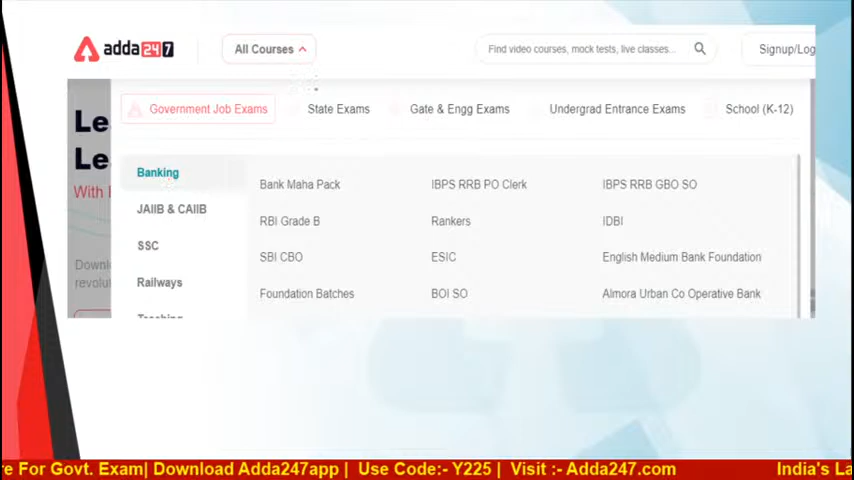 adda247 All Courses Find video courses, mock tests, live classes... Signup/Log
Government Job Exams State Exams Gate & Engg Exams Undergrad Entrance Exams School (K-12)
Le
Le
With
Banking
JAIIB & CAIIB
SSC
Railways
Teaching
Bank Maha Pack IBPS RRB PO Clerk IBPS RRB GBO SO
RBI Grade B Rankers IDBI
SBI CBO ESIC English Medium Bank Foundation
Foundation Batches BOI SO Almora Urban Co Operative Bank
Downl
revolut
re For Govt. Exam| Download Adda247app | Use Code:- Y225 | Visit :- Adda247.com India's La